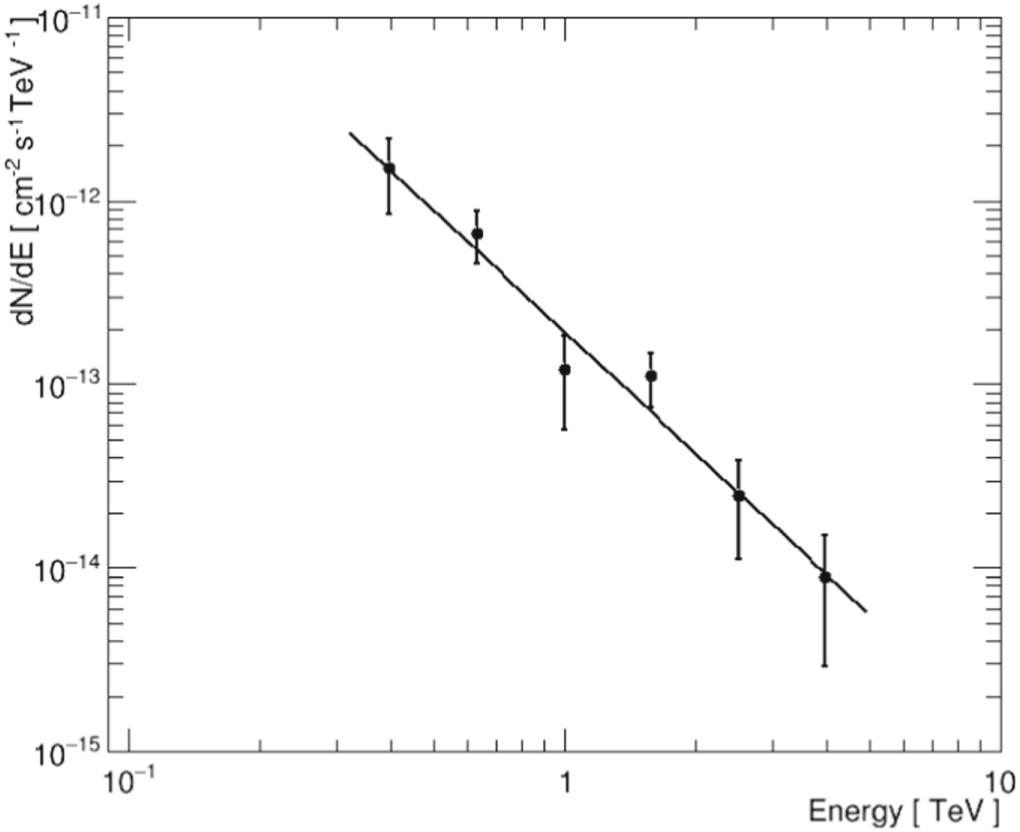 dN/dE [ cm⁻² s⁻¹ TeV ⁻¹ ]
10⁻¹¹
10⁻¹²
10⁻¹³
10⁻¹⁴
10⁻¹⁵
10⁻¹ 1 10
Energy [ TeV ]